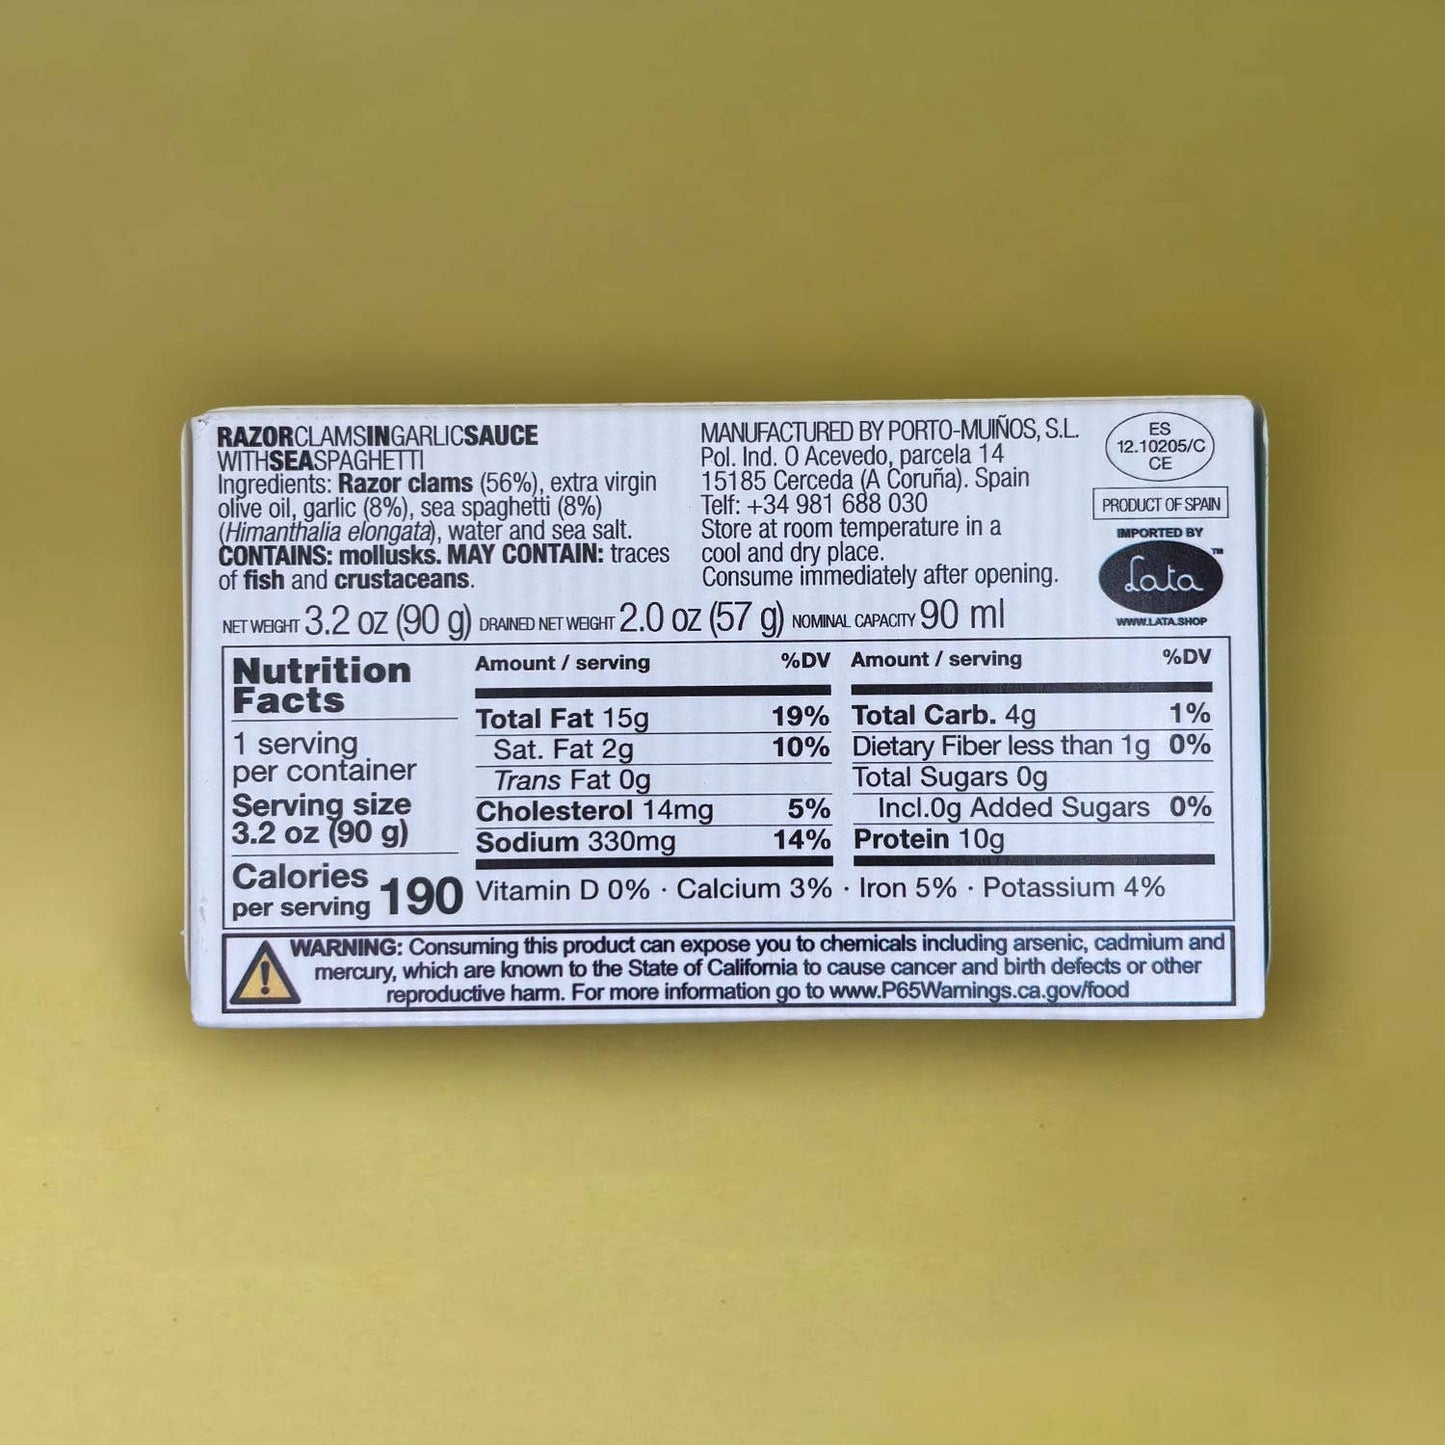 RAZORCLAMSINGARLICSAUCE
WITHSEASPAGHETTI
Ingredients: Razor clams (56%), extra virgin
olive oil, garlic (8%), sea spaghetti (8%)
(Himanthalia elongata), water and sea salt.
CONTAINS: mollusks. MAY CONTAIN: traces
of fish and crustaceans.
MANUFACTURED BY PORTO-MUIÑOS, S.L.
Pol. Ind. O Acevedo, parcela 14
15185 Cerceda (A Coruña). Spain
Telf: +34 981 688 030
Store at room temperature in a
cool and dry place.
Consume immediately after opening.
ES
12.10205/C
CE
PRODUCT OF SPAIN
IMPORTED BY
Lata™
WWW.LATA.SHOP
NET WEIGHT 3.2 oz (90 g) DRAINED NET WEIGHT 2.0 oz (57 g) NOMINAL CAPACITY 90 ml
Nutrition
Facts
1 serving
per container
Serving size
3.2 oz (90 g)
Calories
per serving 190
Amount / serving %DV
Total Fat 15g 19%
Sat. Fat 2g 10%
Trans Fat 0g
Cholesterol 14mg 5%
Sodium 330mg 14%
Amount / serving %DV
Total Carb. 4g 1%
Dietary Fiber less than 1g 0%
Total Sugars 0g
Incl.0g Added Sugars 0%
Protein 10g
Vitamin D 0% · Calcium 3% · Iron 5% · Potassium 4%
WARNING: Consuming this product can expose you to chemicals including arsenic, cadmium and
mercury, which are known to the State of California to cause cancer and birth defects or other
reproductive harm. For more information go to www.P65Warnings.ca.gov/food